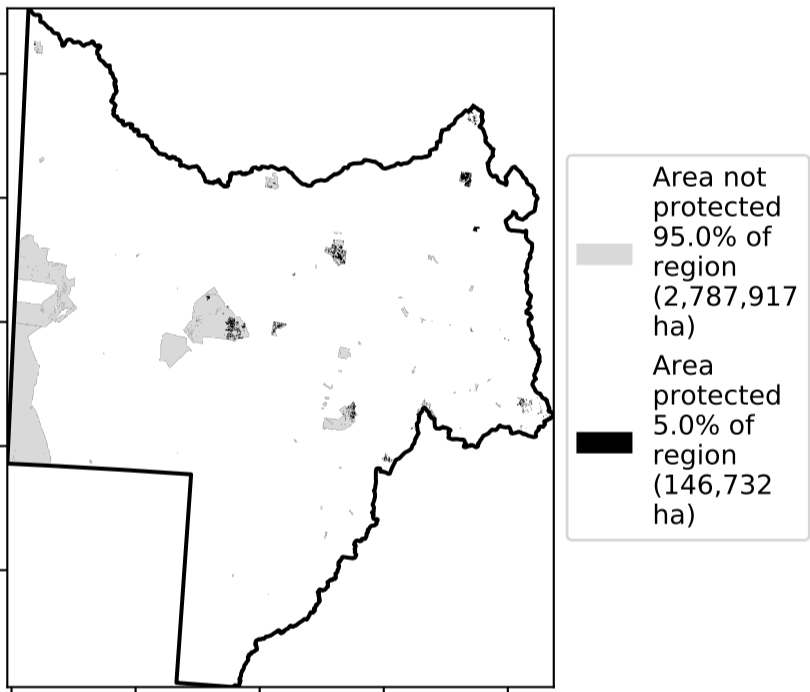 Area not
protected
95.0% of
region
(2,787,917
ha)
Area
protected
5.0% of
region
(146,732
ha)